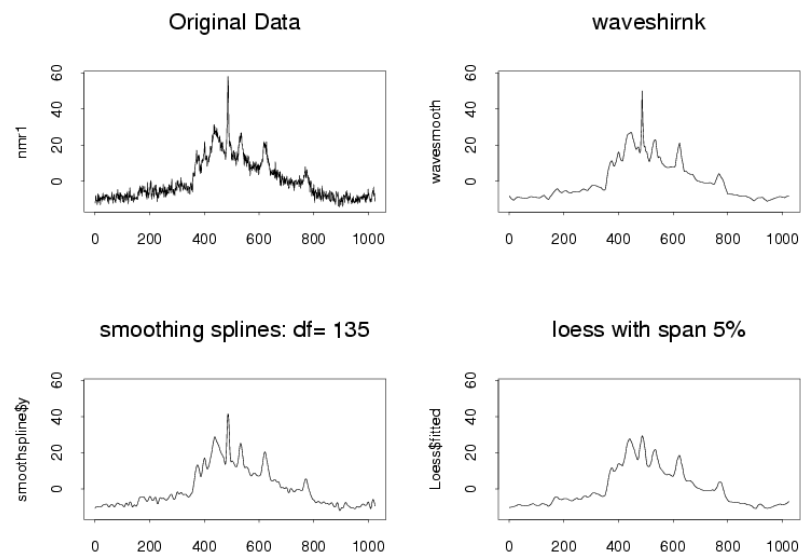 Original Data
nmr1
60
40
20
0
0 200 400 600 800 1000
waveshirnk
wavesmooth
60
40
20
0
0 200 400 600 800 1000
smoothing splines: df= 135
smoothspline$y
60
40
20
0
0 200 400 600 800 1000
loess with span 5%
Loess$fitted
60
40
20
0
0 200 400 600 800 1000